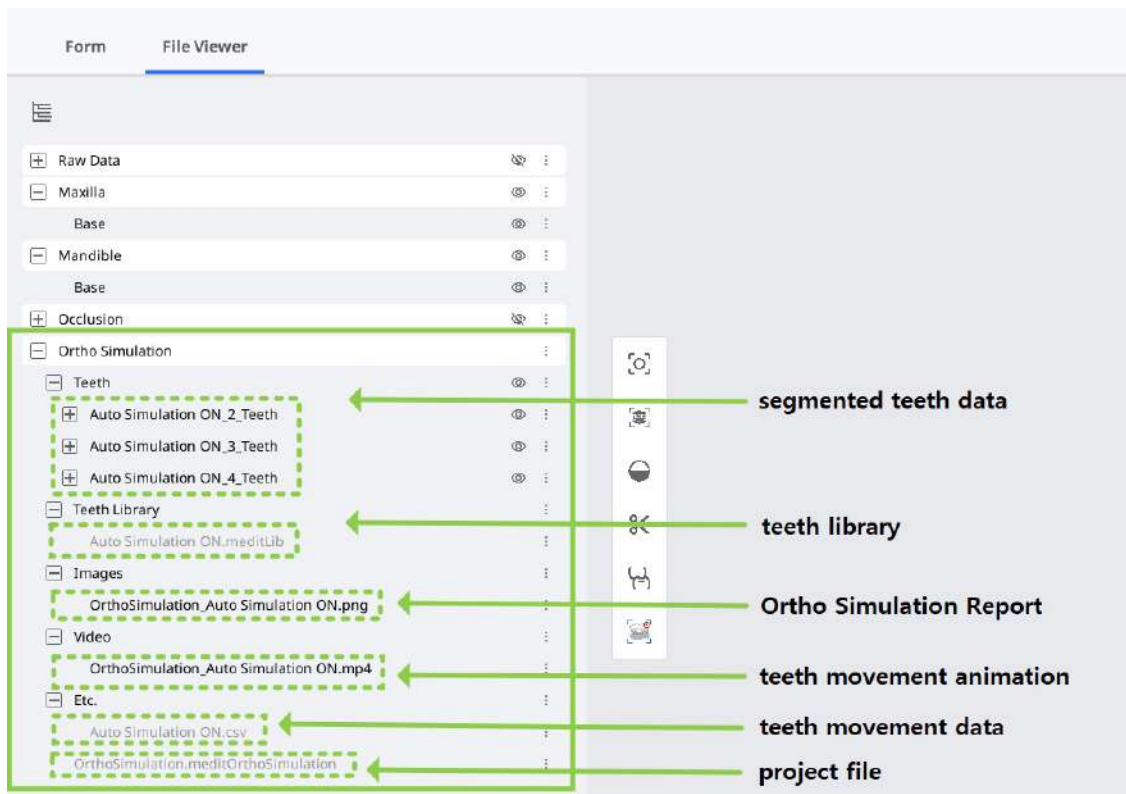 Form File Viewer
Raw Data
Maxilla
Base
Mandible
Base
Occlusion
Ortho Simulation
Teeth
Auto Simulation ON_2_Teeth
segmented teeth data
Auto Simulation ON_3_Teeth
Auto Simulation ON_4_Teeth
Teeth Library
teeth library
Auto Simulation ON.meditLib
Images
OrthoSimulation_Auto Simulation ON.png
Ortho Simulation Report
Video
OrthoSimulation_Auto Simulation ON.mp4
teeth movement animation
Etc.
Auto Simulation ON.csv
teeth movement data
OrthoSimulation.meditOrthoSimulation
project file